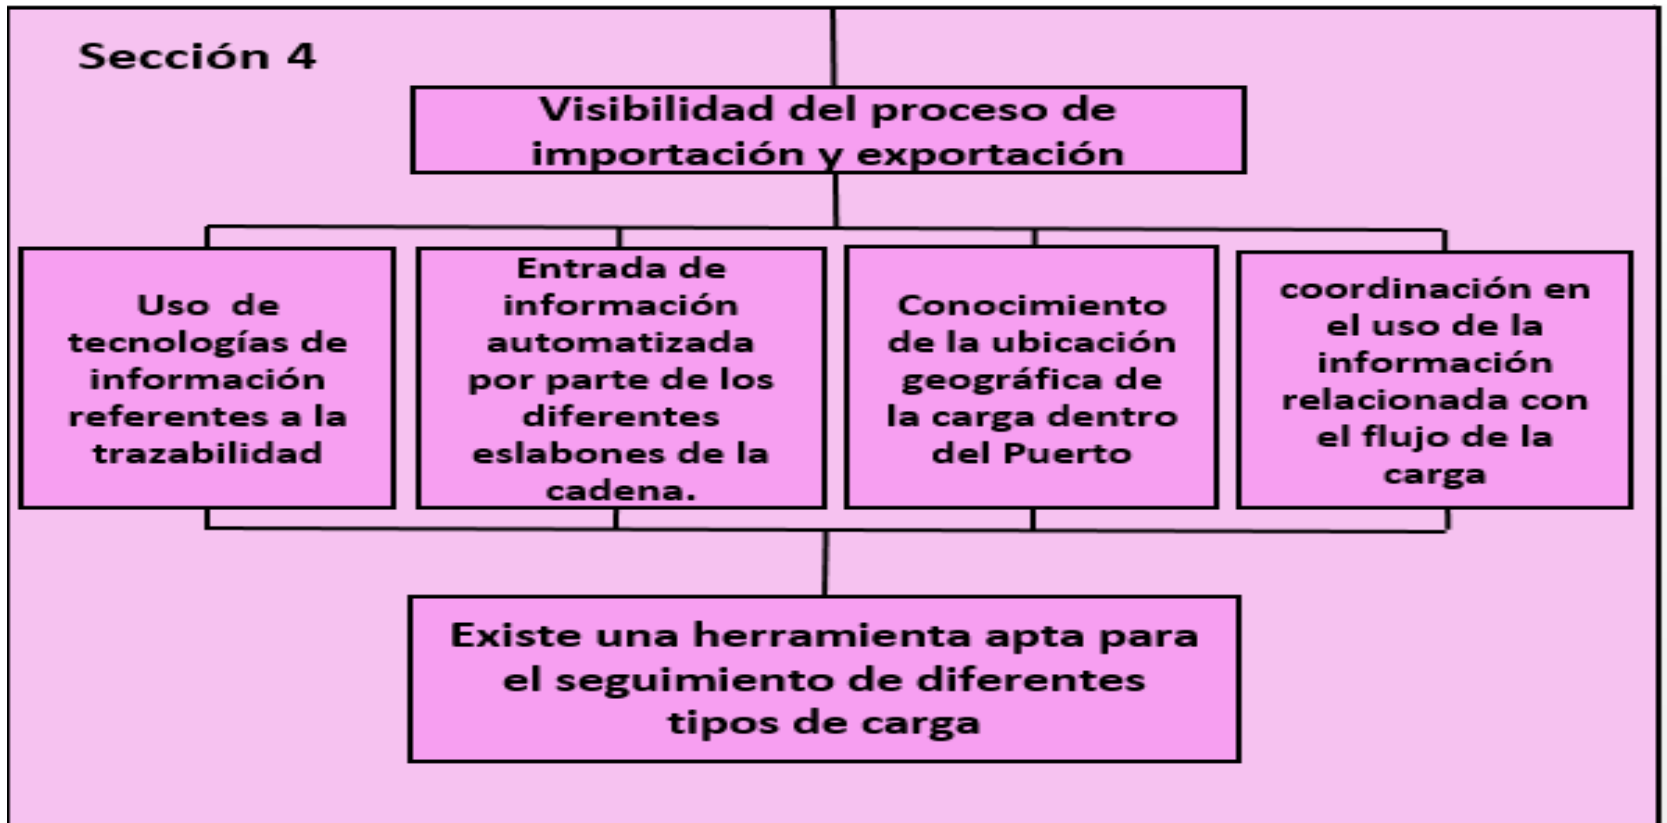 Sección 4
Visibilidad del proceso de
importación y exportación
Uso  de
tecnologías de
información
referentes a la
trazabilidad
Entrada de
información
automatizada
por parte de los
diferentes
eslabones de la
cadena.
Conocimiento
de la ubicación
geográfica de
la carga dentro
del Puerto
coordinación en
el uso de la
información
relacionada con
el flujo de la
carga
Existe una herramienta apta para
el seguimiento de diferentes
tipos de carga